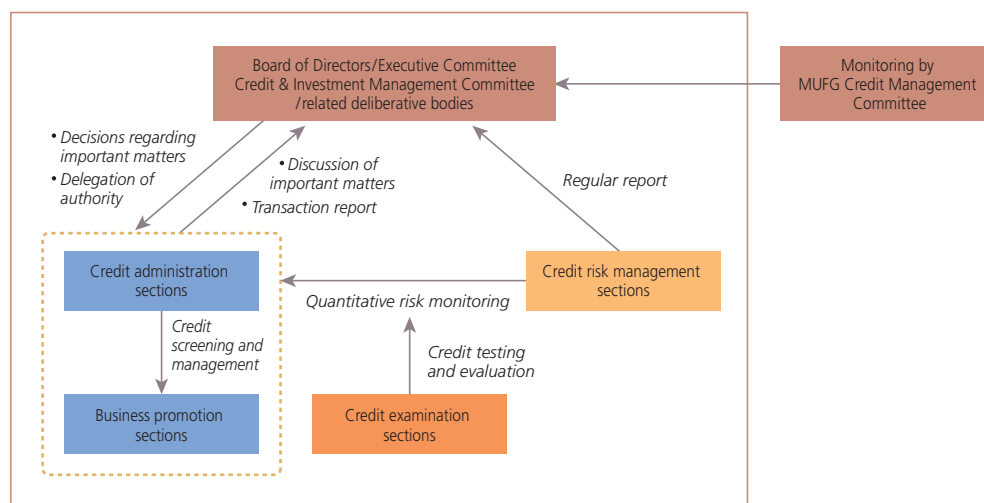 Board of Directors/Executive Committee
Credit & Investment Management Committee
/related deliberative bodies
Monitoring by
MUFG Credit Management
Committee
• Decisions regarding
important matters
• Delegation of
authority
• Discussion of
important matters
• Transaction report
Regular report
Credit administration
sections
Credit risk management
sections
Quantitative risk monitoring
Credit
screening and
management
Credit testing
and evaluation
Business promotion
sections
Credit examination
sections